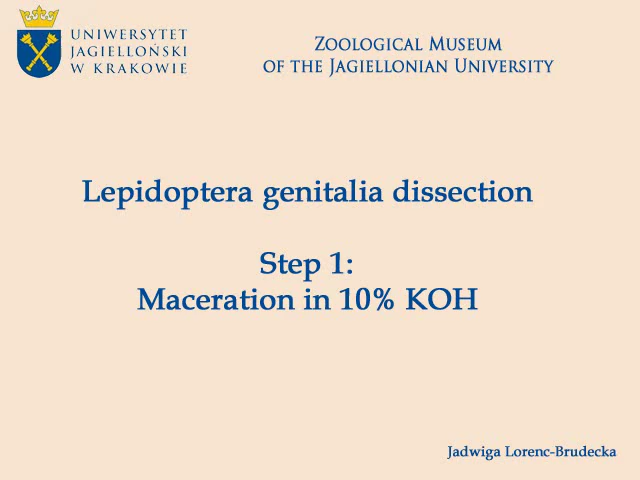 UNIWERSYTET
JAGIELLOŃSKI
W KRAKOWIE
Zoological Museum
of the Jagiellonian University
Lepidoptera genitalia dissection
Step 1:
Maceration in 10% KOH
Jadwiga Lorenc-Brudecka